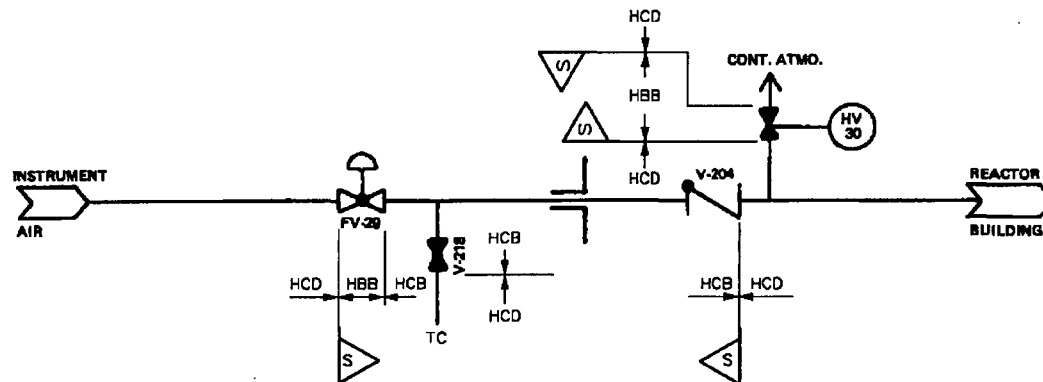 HCD
S
CONT. ATMO.
HBB
S
HV
30
HCD
INSTRUMENT
AIR
FV-29
V-218
V-204
REACTOR
BUILDING
HCB
HCD
HCD
HBB
HCB
HCB
HCD
TC
S
S